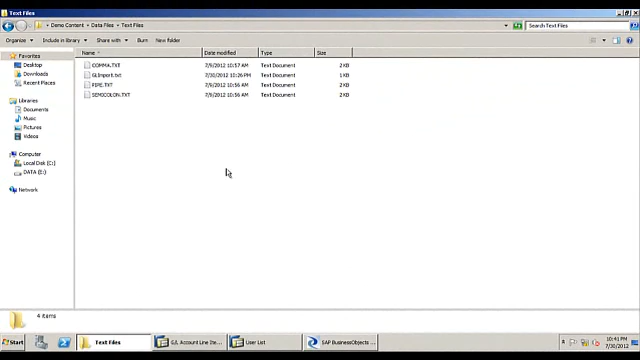 Text Files
Demo Content ▸ Data Files ▸ Text Files
Search Text Files
Organize
Include in library
Share with
Burn
New folder
Name
Date modified
Type
Size
COMMA.TXT 7/9/2012 10:57 AM Text Document 2 KB
GLImport.txt 7/30/2012 10:26 PM Text Document 1 KB
PIPE.TXT 7/9/2012 10:56 AM Text Document 2 KB
SEMICOLON.TXT 7/9/2012 10:56 AM Text Document 2 KB
Favorites
Desktop
Downloads
Recent Places
Libraries
Documents
Music
Pictures
Videos
Computer
Local Disk (C:)
DATA (E:)
Network
4 items
Start
Text Files
G/L Account Line Ite...
User List
SAP BusinessObjects ...
10:41 PM
7/30/2012